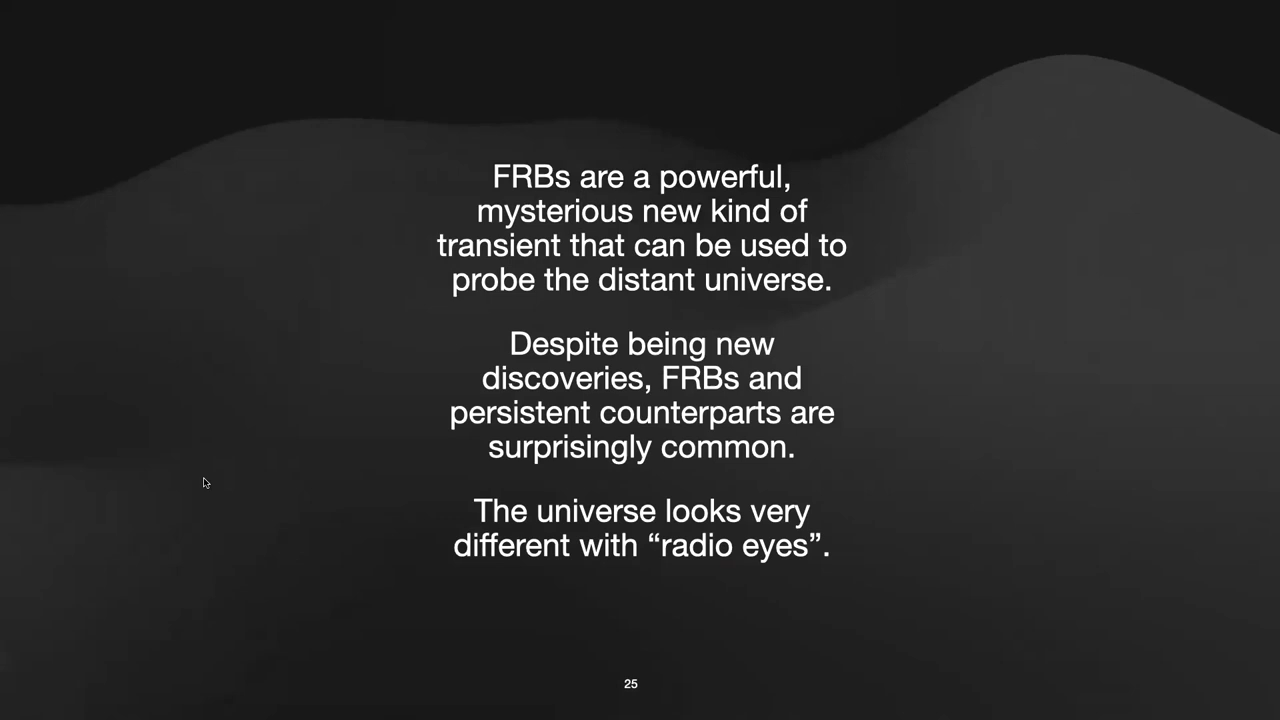 FRBs are a powerful,
mysterious new kind of
transient that can be used to
probe the distant universe.
Despite being new
discoveries, FRBs and
persistent counterparts are
surprisingly common.
The universe looks very
different with “radio eyes”.
25